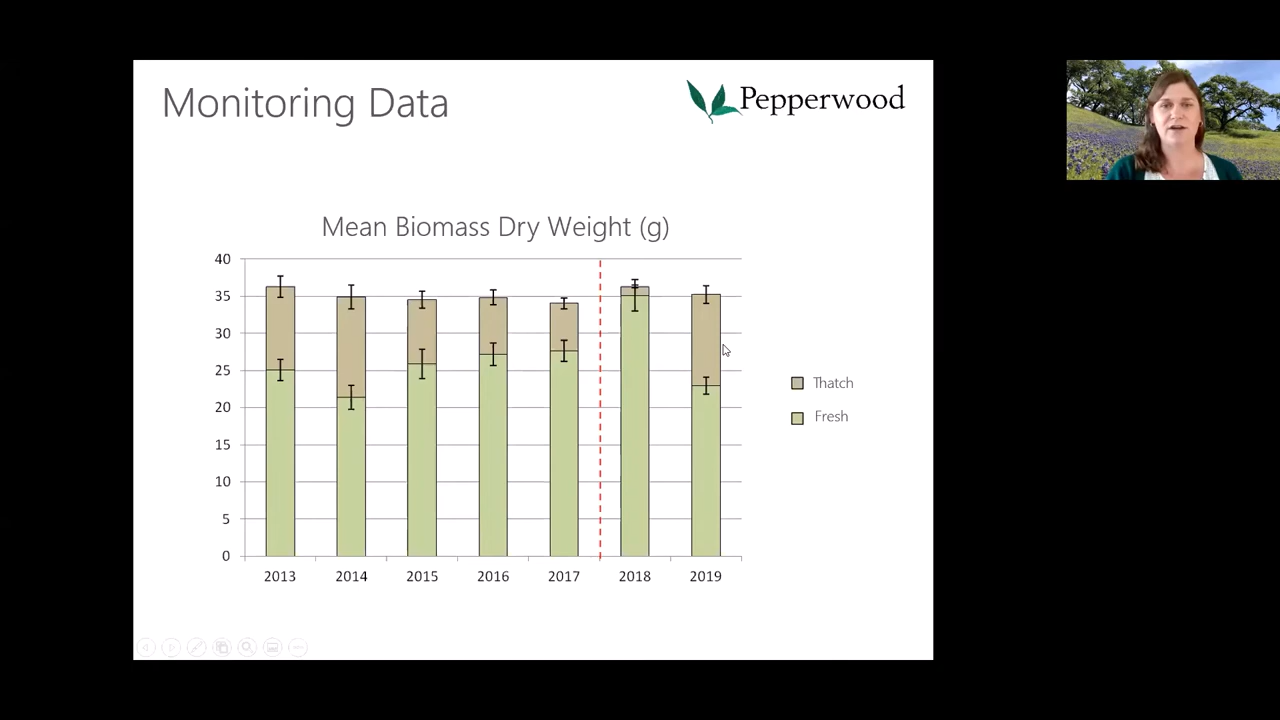 Monitoring Data
Pepperwood
Mean Biomass Dry Weight (g)
40
35
30
25
20
15
10
5
0
2013 2014 2015 2016 2017 2018 2019
Thatch
Fresh